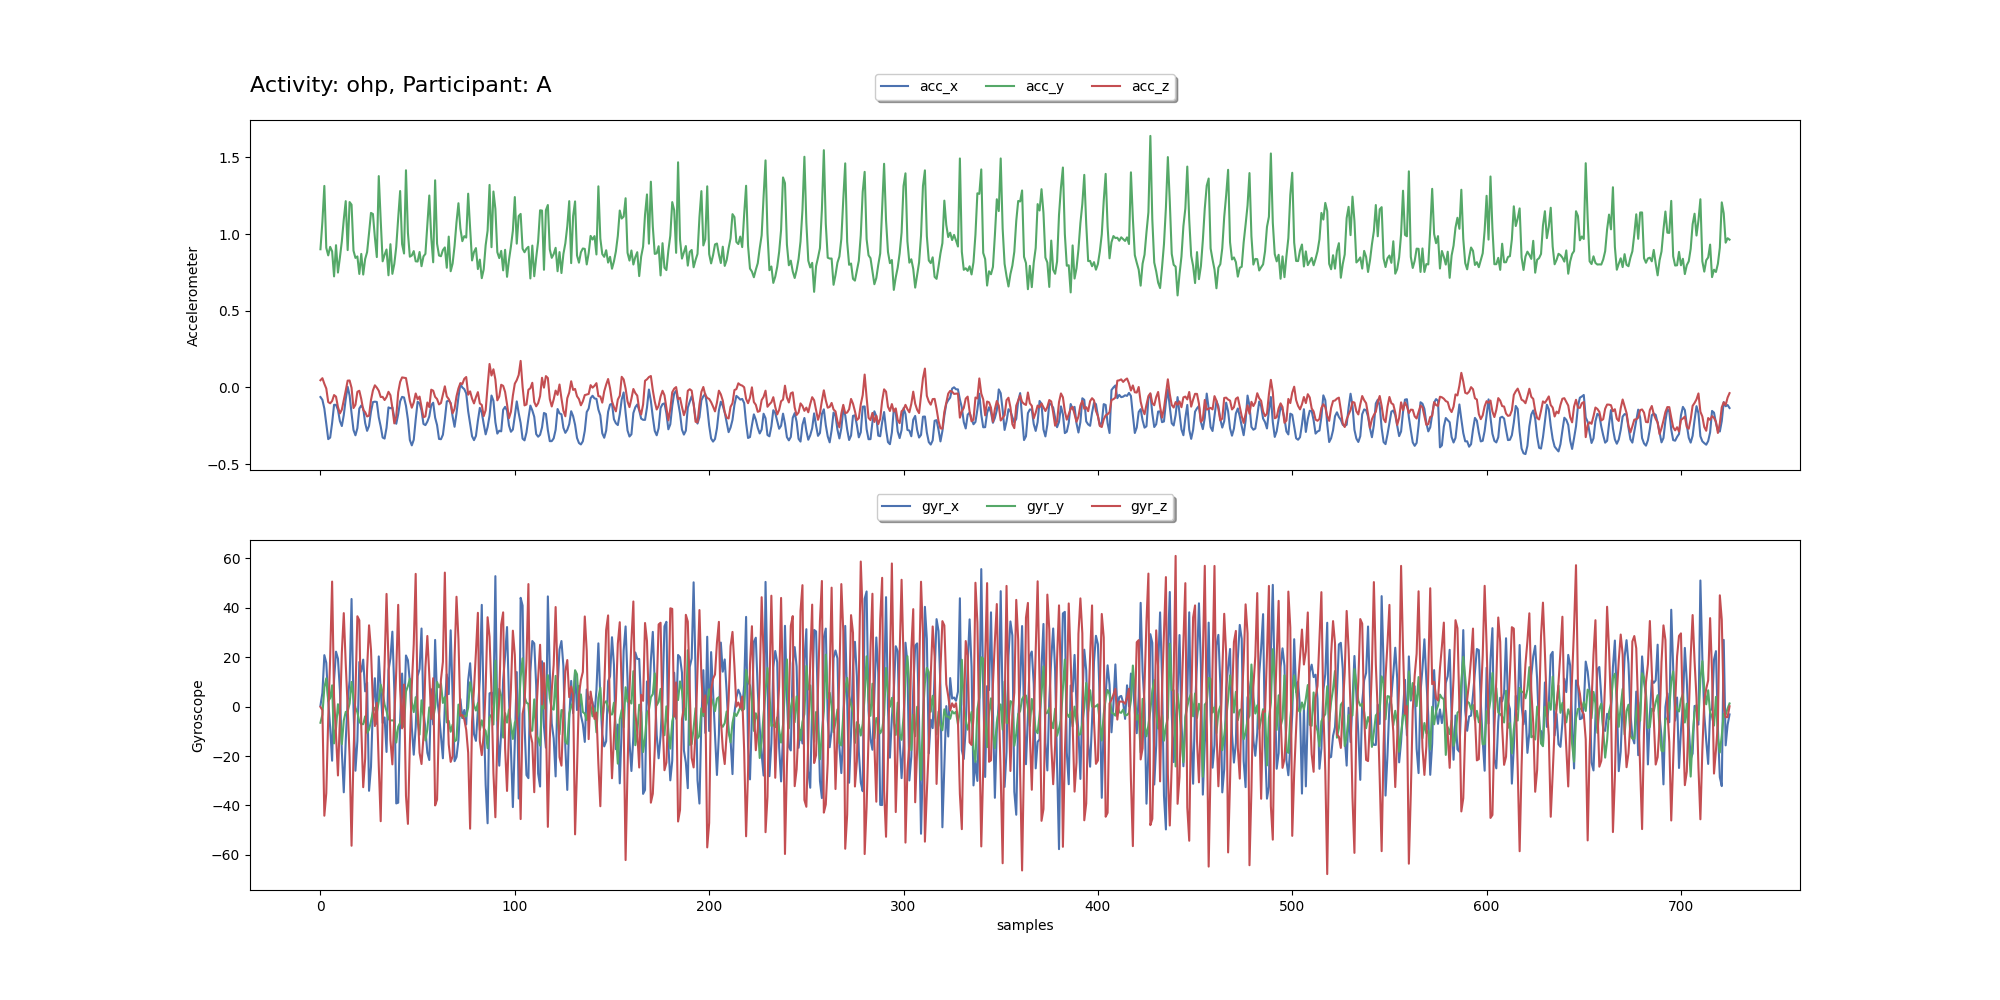 Activity: ohp, Participant: A
acc_x acc_y acc_z
1.5
1.0
0.5
0.0
−0.5
Accelerometer
gyr_x gyr_y gyr_z
60
40
20
0
−20
−40
−60
Gyroscope
0 100 200 300 400 500 600 700
samples